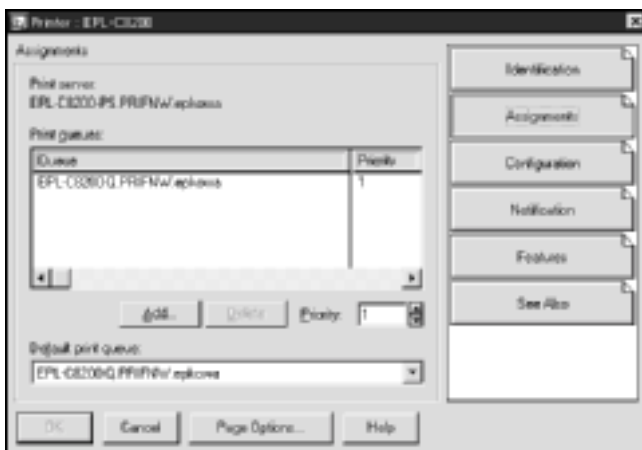 Printer : EPL-C8200
Assignments
Print server:
EPL-C8200-PS.PRIFNW.epkowa
Print queues:
Queue Priority
EPL-C8200-Q.PRIFNW.epkowa 1
Add... Delete Priority: 1
Default print queue:
EPL-C8200-Q.PRIFNW.epkowa
OK Cancel Page Options... Help
Identification
Assignments
Configuration
Notification
Features
See Also